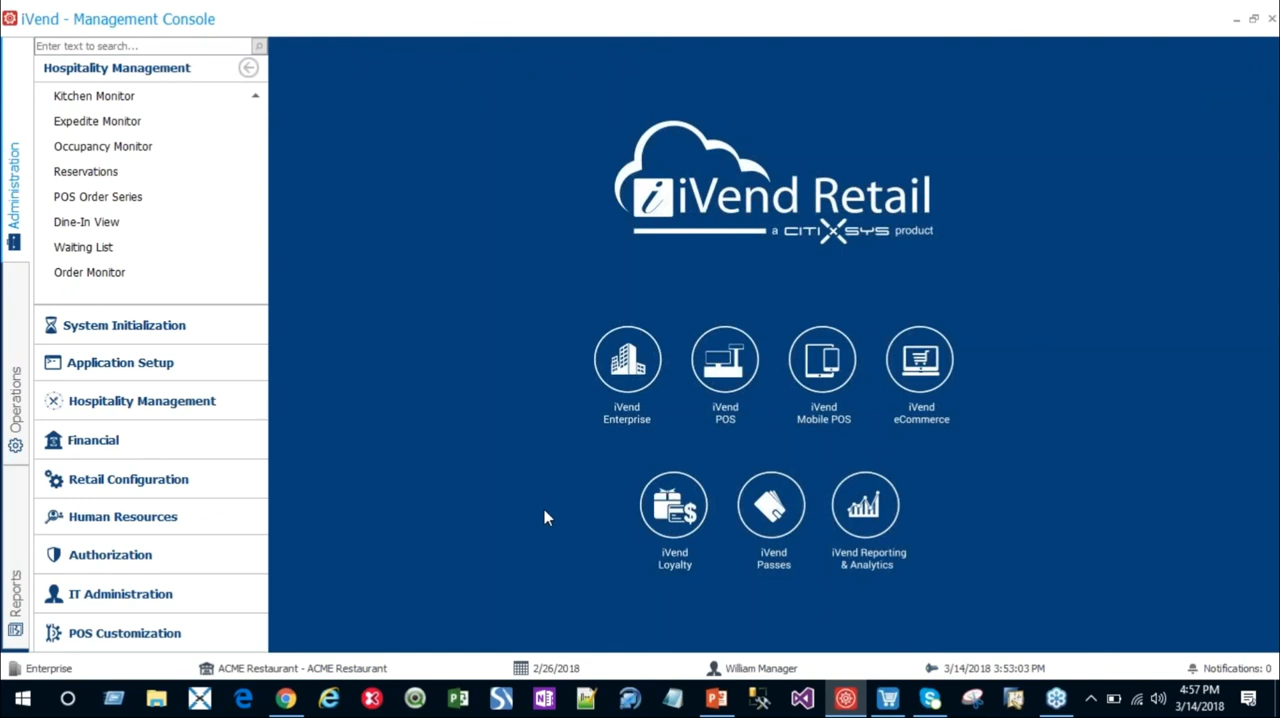 iVend - Management Console
Enter text to search...
Hospitality Management
Kitchen Monitor
Expedite Monitor
Occupancy Monitor
Reservations
POS Order Series
Dine-In View
Waiting List
Order Monitor
System Initialization
Application Setup
Hospitality Management
Financial
Retail Configuration
Human Resources
Authorization
IT Administration
POS Customization
Administration
Operations
Reports
i iVend Retail
a CITIXSYS product
iVend Enterprise
iVend POS
iVend Mobile POS
iVend eCommerce
iVend Loyalty
iVend Passes
iVend Reporting & Analytics
Enterprise
ACME Restaurant - ACME Restaurant
2/26/2018
William Manager
3/14/2018 3:53:03 PM
Notifications: 0
4:57 PM
3/14/2018